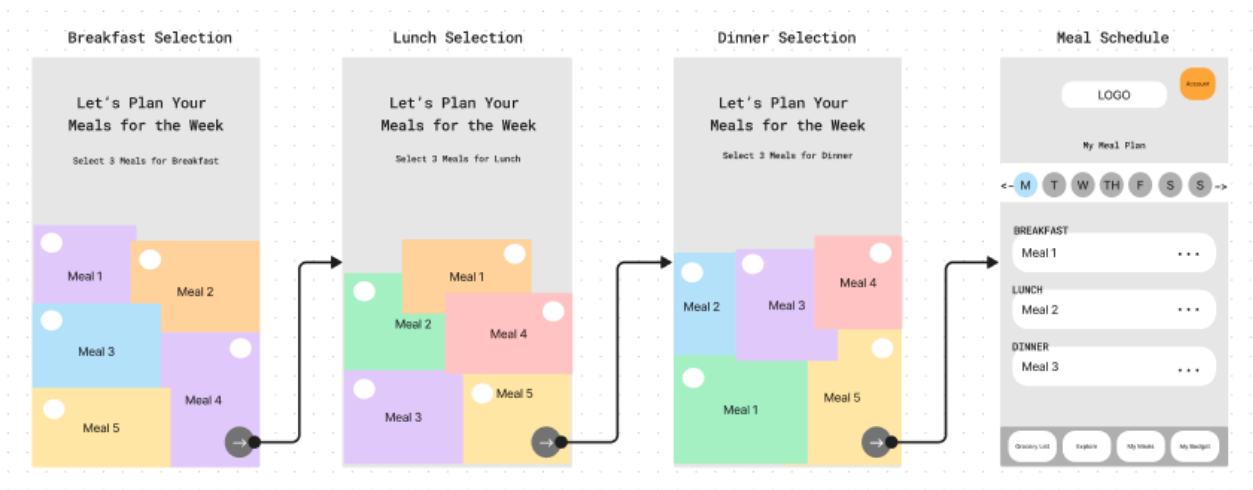 Breakfast Selection
Let's Plan Your
Meals for the Week
Select 3 Meals for Breakfast
Meal 1
Meal 2
Meal 3
Meal 4
Meal 5
→
Lunch Selection
Let's Plan Your
Meals for the Week
Select 3 Meals for Lunch
Meal 1
Meal 2
Meal 4
Meal 3
Meal 5
→
Dinner Selection
Let's Plan Your
Meals for the Week
Select 3 Meals for Dinner
Meal 4
Meal 2
Meal 3
Meal 1
Meal 5
→
Meal Schedule
Account
LOGO
My Meal Plan
<- M T W TH F S S ->
BREAKFAST
Meal 1 ...
LUNCH
Meal 2 ...
DINNER
Meal 3 ...
Grocery List Explore My Meals My Budget